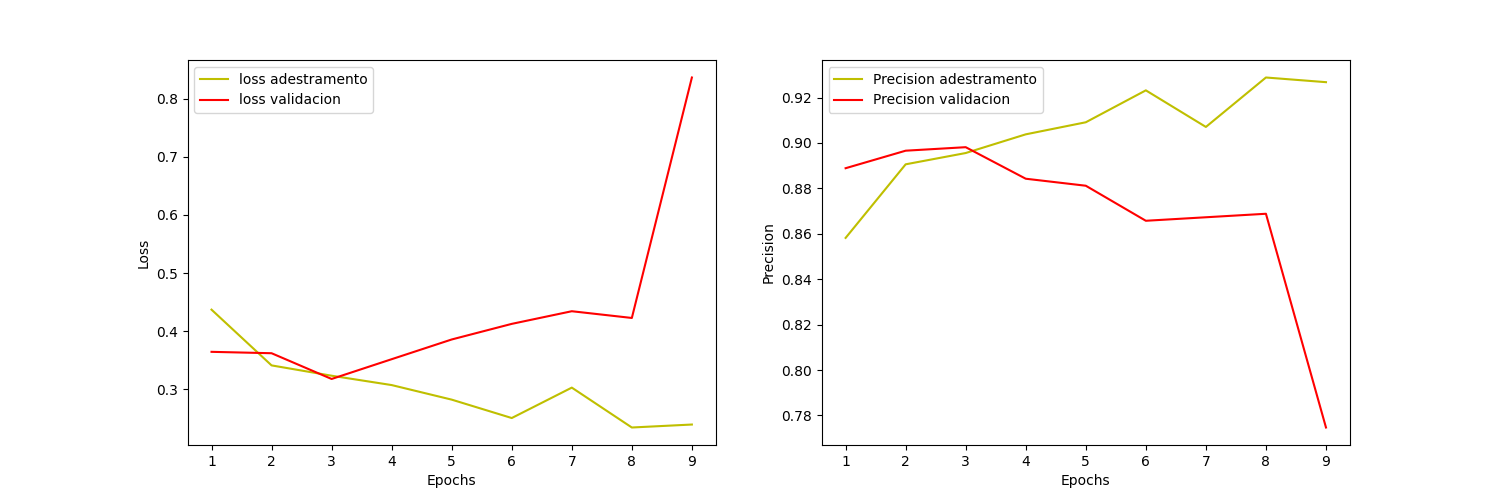 loss adestramento
loss validacion
0.8
0.7
0.6
0.5
0.4
0.3
Loss
1 2 3 4 5 6 7 8 9
Epochs
Precision adestramento
Precision validacion
0.92
0.90
0.88
0.86
0.84
0.82
0.80
0.78
Precision
1 2 3 4 5 6 7 8 9
Epochs